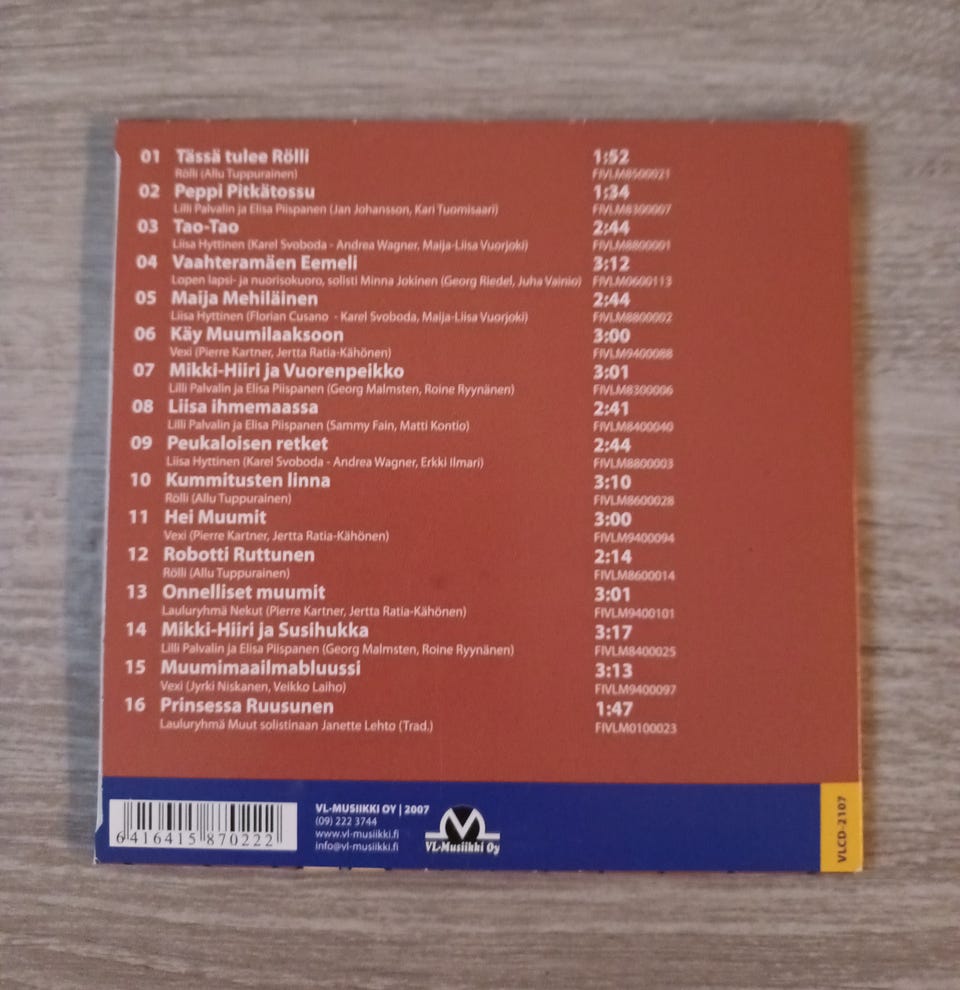 01 Tässä tulee Rölli 1:52
Rölli (Allu Tuppurainen) FIVLM8500021
02 Peppi Pitkätossu 1:34
Lilli Palvalin ja Elisa Piispanen (Jan Johansson, Kari Tuomisaari) FIVLM8300007
03 Tao-Tao 2:44
Liisa Hyttinen (Karel Svoboda - Andrea Wagner, Maija-Liisa Vuorjoki) FIVLM8800001
04 Vaahteramäen Eemeli 3:12
Lopen lapsi- ja nuorisokuoro, solisti Minna Jokinen (Georg Riedel, Juha Vainio) FIVLM0600113
05 Maija Mehiläinen 2:44
Liisa Hyttinen (Florian Cusano - Karel Svoboda, Maija-Liisa Vuorjoki) FIVLM8800002
06 Käy Muumilaaksoon 3:00
Vexi (Pierre Kartner, Jertta Ratia-Kähönen) FIVLM9400088
07 Mikki-Hiiri ja Vuorenpeikko 3:01
Lilli Palvalin ja Elisa Piispanen (Georg Malmsten, Roine Ryynänen) FIVLM8300006
08 Liisa ihmemaassa 2:41
Lilli Palvalin ja Elisa Piispanen (Sammy Fain, Matti Kontio) FIVLM8400040
09 Peukaloisen retket 2:44
Liisa Hyttinen (Karel Svoboda - Andrea Wagner, Erkki Ilmari) FIVLM8800003
10 Kummitusten linna 3:10
Rölli (Allu Tuppurainen) FIVLM8600028
11 Hei Muumit 3:00
Vexi (Pierre Kartner, Jertta Ratia-Kähönen) FIVLM9400094
12 Robotti Ruttunen 2:14
Rölli (Allu Tuppurainen) FIVLM8600014
13 Onnelliset muumit 3:01
Lauluryhmä Nekut (Pierre Kartner, Jertta Ratia-Kähönen) FIVLM9400101
14 Mikki-Hiiri ja Susihukka 3:17
Lilli Palvalin ja Elisa Piispanen (Georg Malmsten, Roine Ryynänen) FIVLM8400025
15 Muumimaailmabluussi 3:13
Vexi (Jyrki Niskanen, Veikko Laiho) FIVLM9400097
16 Prinsessa Ruusunen 1:47
Lauluryhmä Muut solistinaan Janette Lehto (Trad.) FIVLM0100023
6 416415 870222
VL-MUSIIKKI OY | 2007
(09) 222 3744
www.vl-musiikki.fi
info@vl-musiikki.fi
VL-Musiikki Oy
VLCD-2107